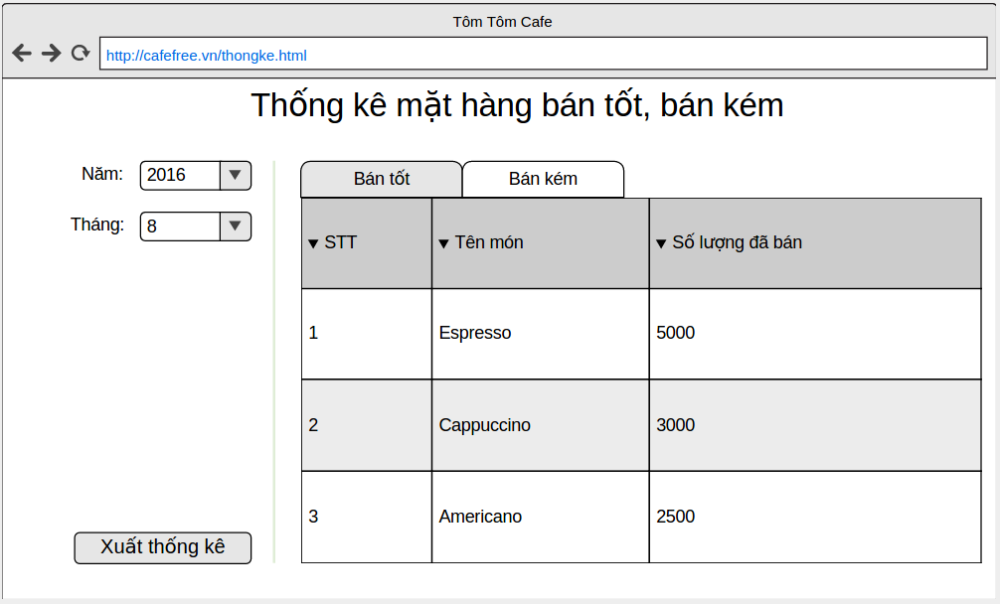 Tôm Tôm Cafe
http://cafefree.vn/thongke.html
Thống kê mặt hàng bán tốt, bán kém
Năm: 2016
Tháng: 8
Xuất thống kê
Bán tốt Bán kém
STT Tên món Số lượng đã bán
1 Espresso 5000
2 Cappuccino 3000
3 Americano 2500